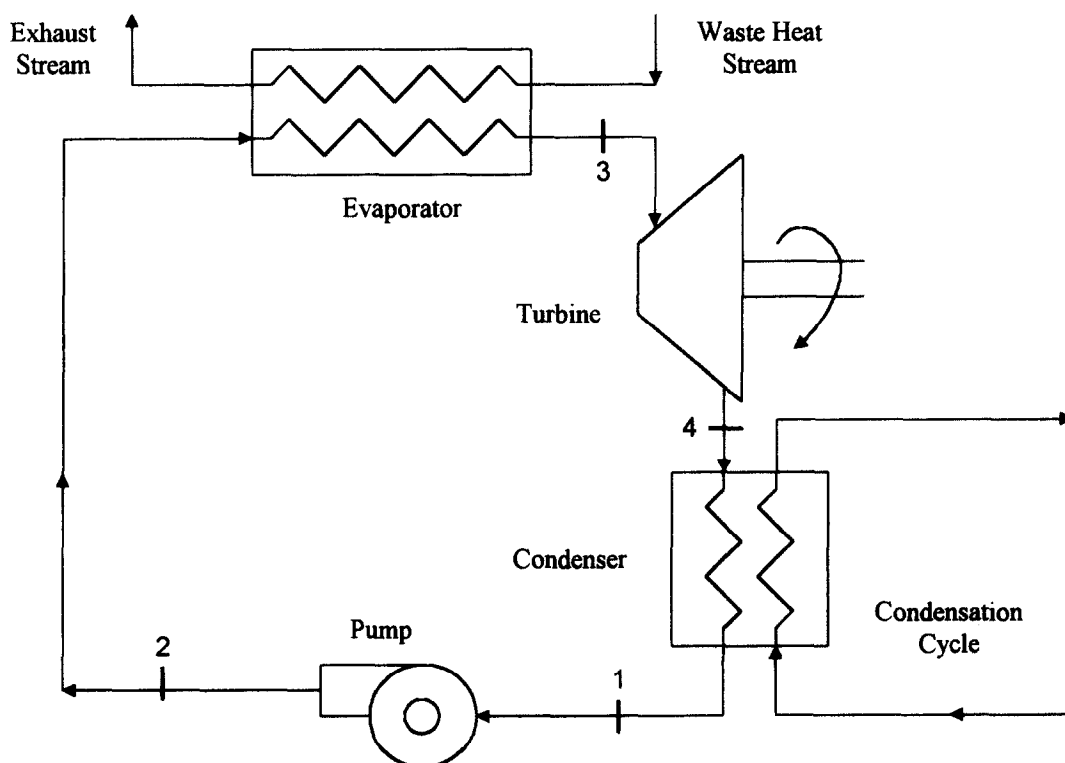 Exhaust
Stream
Waste Heat
Stream
3
Evaporator
Turbine
4
Condenser
Condensation
Cycle
Pump
2
1